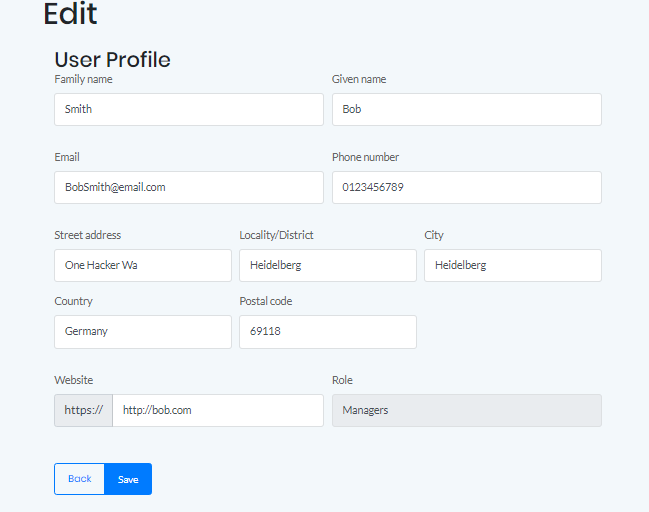 Edit
User Profile
Family name Given name
Smith Bob
Email Phone number
BobSmith@email.com 0123456789
Street address Locality/District City
One Hacker Wa Heidelberg Heidelberg
Country Postal code
Germany 69118
Website Role
https:// http://bob.com Managers
Back Save